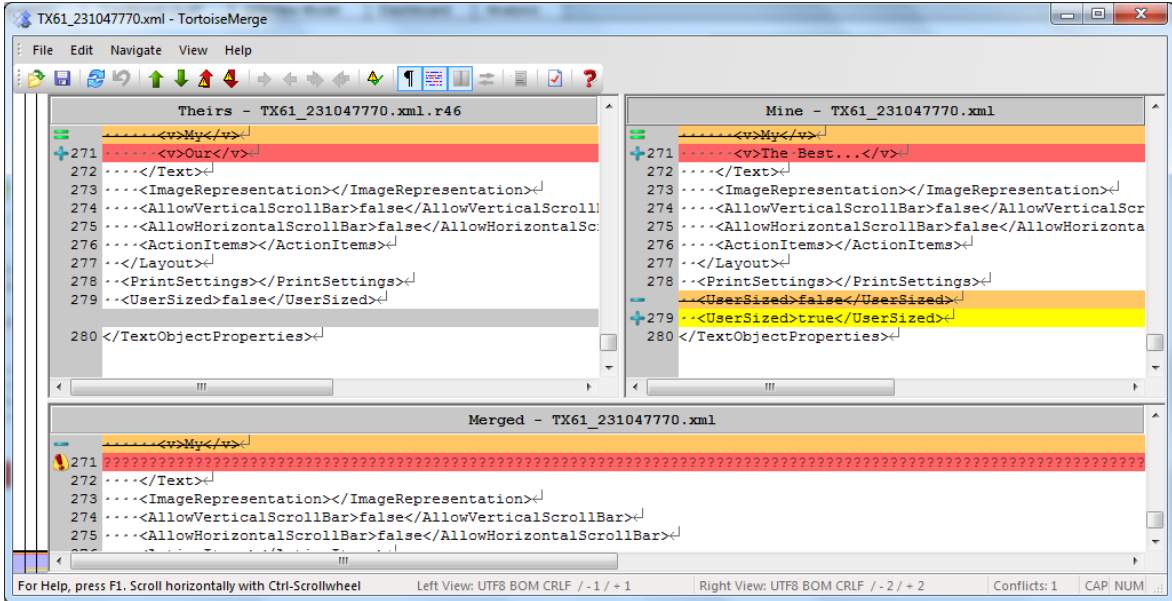 TX61_231047770.xml - TortoiseMerge
File Edit Navigate View Help
Theirs - TX61_231047770.xml.r46
······<v>My</v>
271 ······<v>Our</v>
272 ····</Text>
273 ····<ImageRepresentation></ImageRepresentation>
274 ····<AllowVerticalScrollBar>false</AllowVerticalScroll
275 ····<AllowHorizontalScrollBar>false</AllowHorizontalSc
276 ····<ActionItems></ActionItems>
277 ··</Layout>
278 ··<PrintSettings></PrintSettings>
279 ··<UserSized>false</UserSized>
280 </TextObjectProperties>
Mine - TX61_231047770.xml
······<v>My</v>
271 ······<v>The·Best...</v>
272 ····</Text>
273 ····<ImageRepresentation></ImageRepresentation>
274 ····<AllowVerticalScrollBar>false</AllowVerticalScr
275 ····<AllowHorizontalScrollBar>false</AllowHorizonta
276 ····<ActionItems></ActionItems>
277 ··</Layout>
278 ··<PrintSettings></PrintSettings>
··<UserSized>false</UserSized>
279 ··<UserSized>true</UserSized>
280 </TextObjectProperties>
Merged - TX61_231047770.xml
······<v>My</v>
271 ????????????????????????????????????????????????????????????????????????????????????????????????????????????????????
272 ····</Text>
273 ····<ImageRepresentation></ImageRepresentation>
274 ····<AllowVerticalScrollBar>false</AllowVerticalScrollBar>
275 ····<AllowHorizontalScrollBar>false</AllowHorizontalScrollBar>
For Help, press F1. Scroll horizontally with Ctrl-Scrollwheel
Left View: UTF8 BOM CRLF / - 1 / + 1
Right View: UTF8 BOM CRLF / - 2 / + 2
Conflicts: 1
CAP NUM